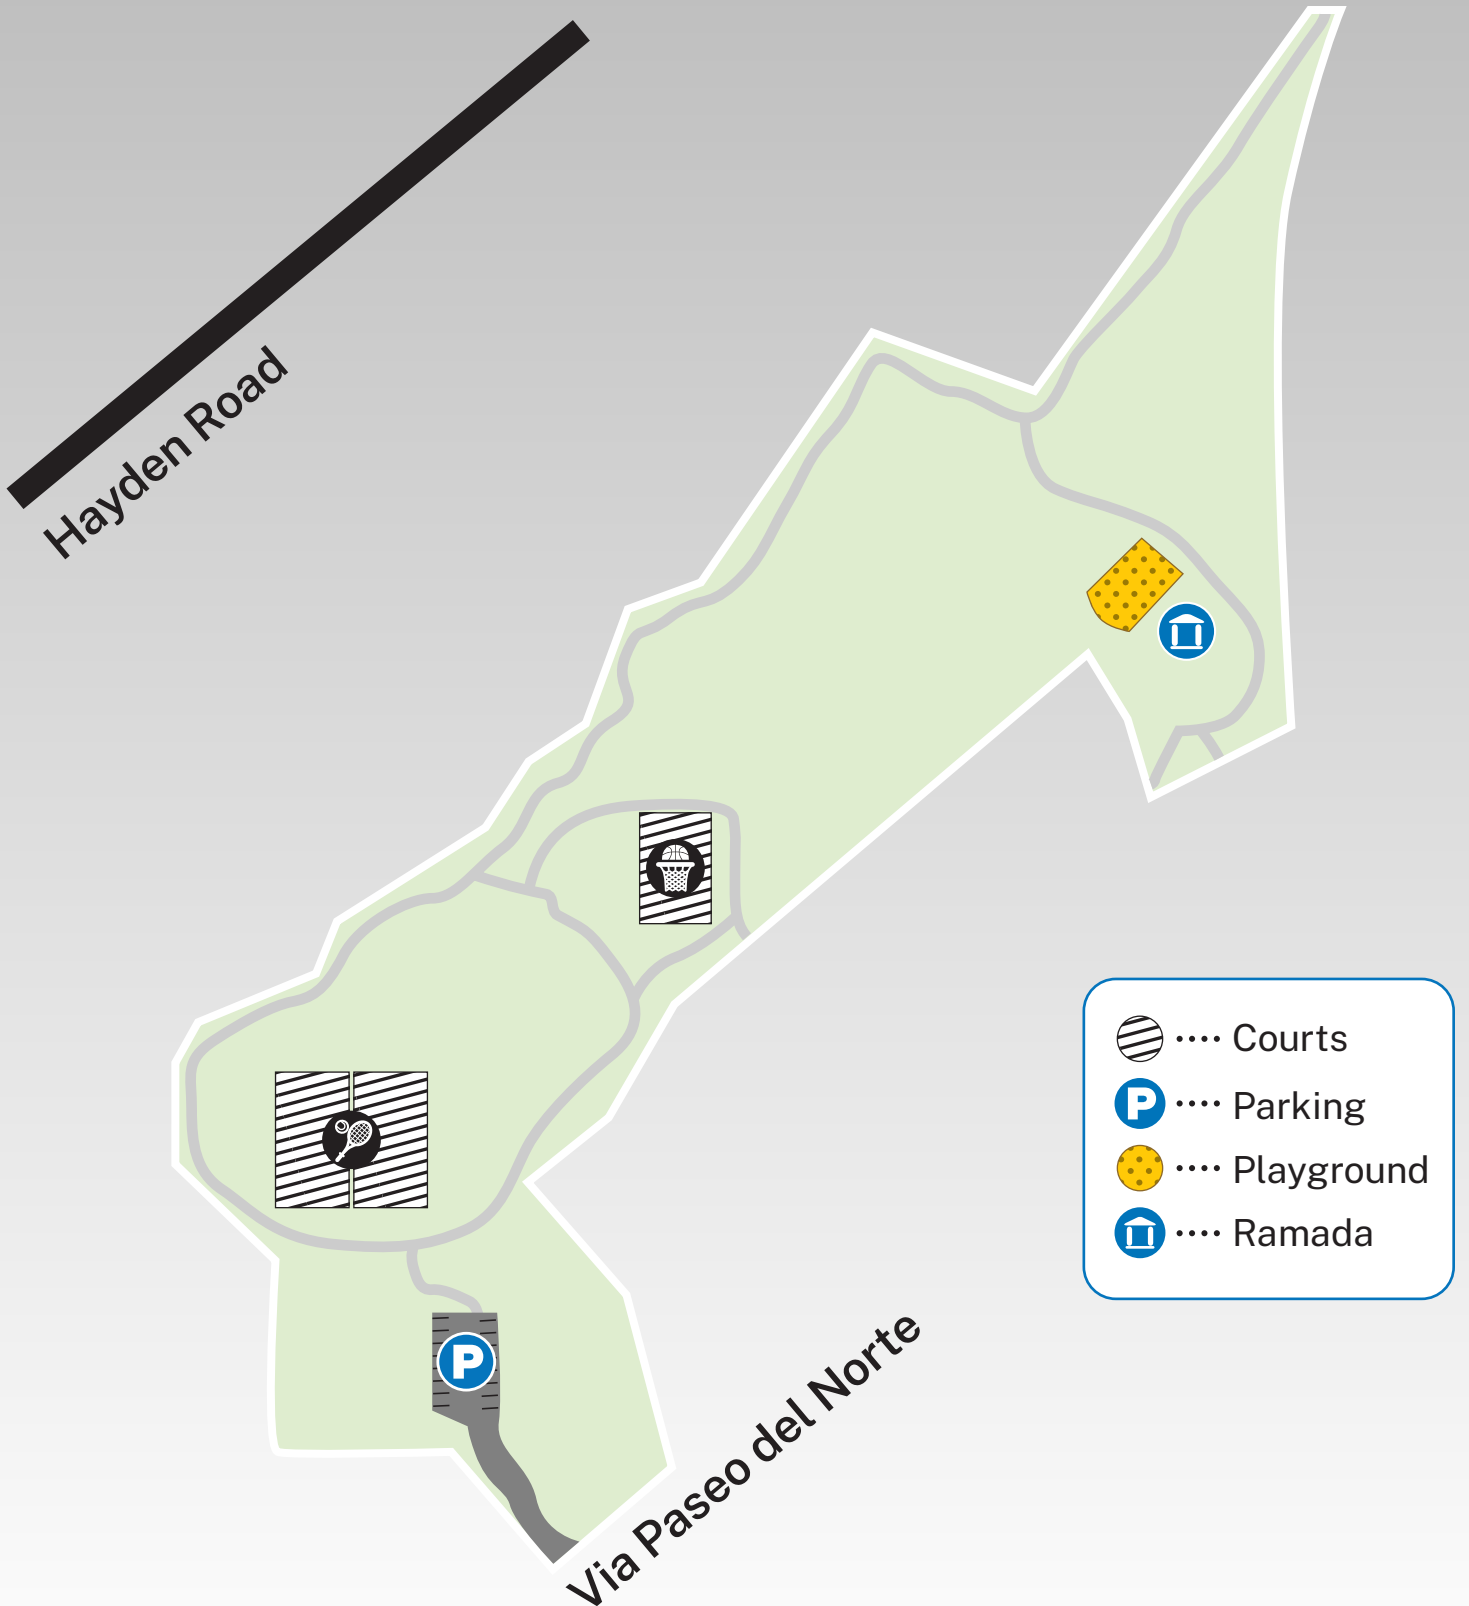 Hayden Road
P
Courts
P
Parking
Playground
Ramada
P
Via Paseo del Norte